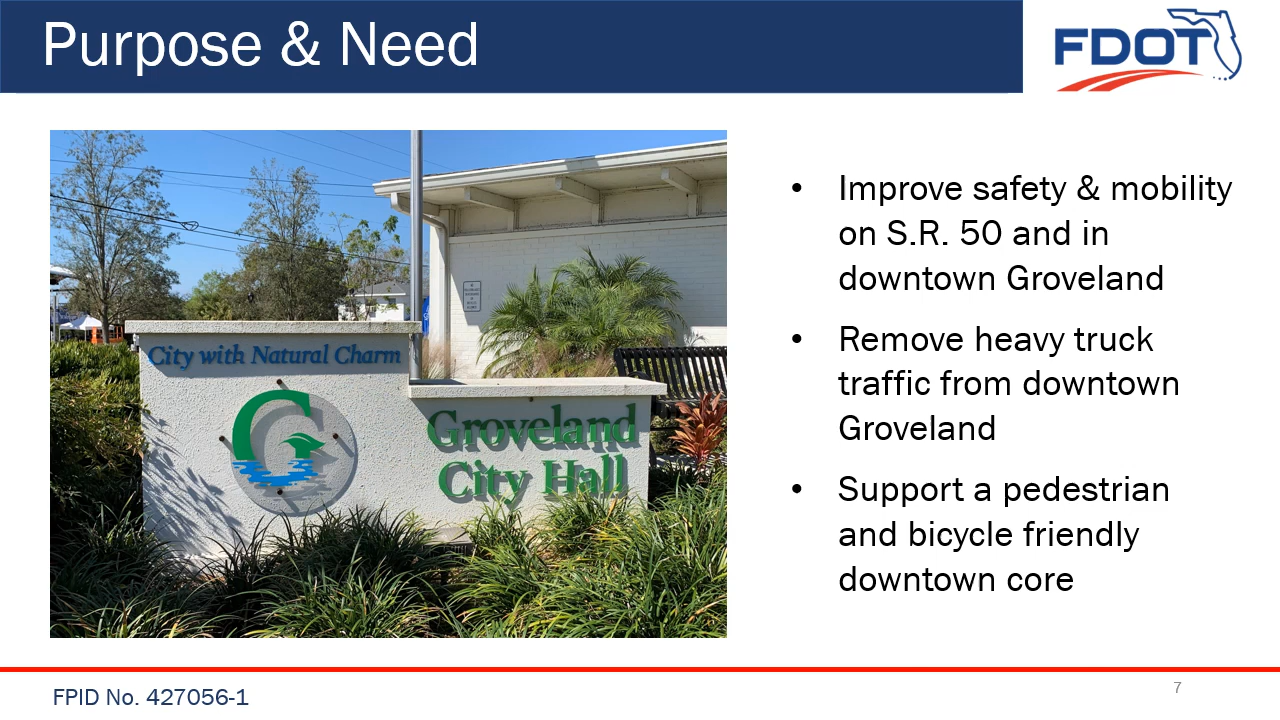 Purpose & Need
FDOT
City with Natural Charm
G
Groveland
City Hall
• Improve safety & mobility
on S.R. 50 and in
downtown Groveland
• Remove heavy truck
traffic from downtown
Groveland
• Support a pedestrian
and bicycle friendly
downtown core
FPID No. 427056-1
7